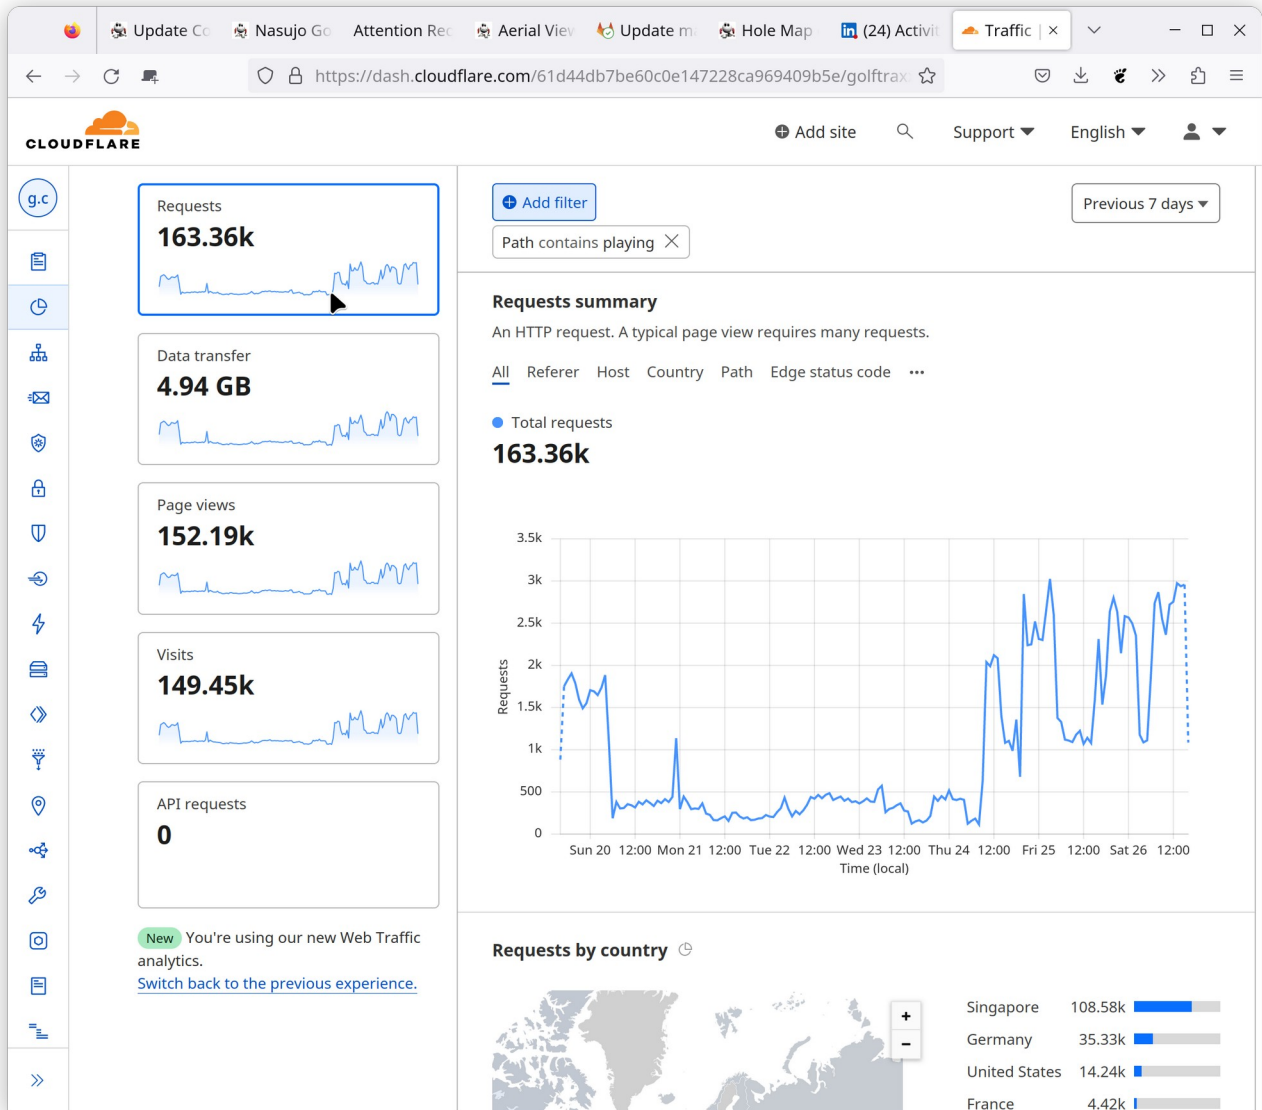 Update Co
Nasujo Go
Attention Rec
Aerial View
Update m
Hole Map
(24) Activit
Traffic
https://dash.cloudflare.com/61d44db7be60c0e147228ca969409b5e/golftrax
CLOUDFLARE
Add site
Support
English
g.c
Requests
163.36k
Data transfer
4.94 GB
Page views
152.19k
Visits
149.45k
API requests
0
New You're using our new Web Traffic
analytics.
Switch back to the previous experience.
Add filter
Previous 7 days
Path contains playing
Requests summary
An HTTP request. A typical page view requires many requests.
All Referer Host Country Path Edge status code •••
Total requests
163.36k
3.5k
3k
2.5k
2k
1.5k
1k
500
0
Requests
Sun 20 12:00 Mon 21 12:00 Tue 22 12:00 Wed 23 12:00 Thu 24 12:00 Fri 25 12:00 Sat 26 12:00
Time (local)
Requests by country
+
−
Singapore 108.58k
Germany 35.33k
United States 14.24k
France 4.42k